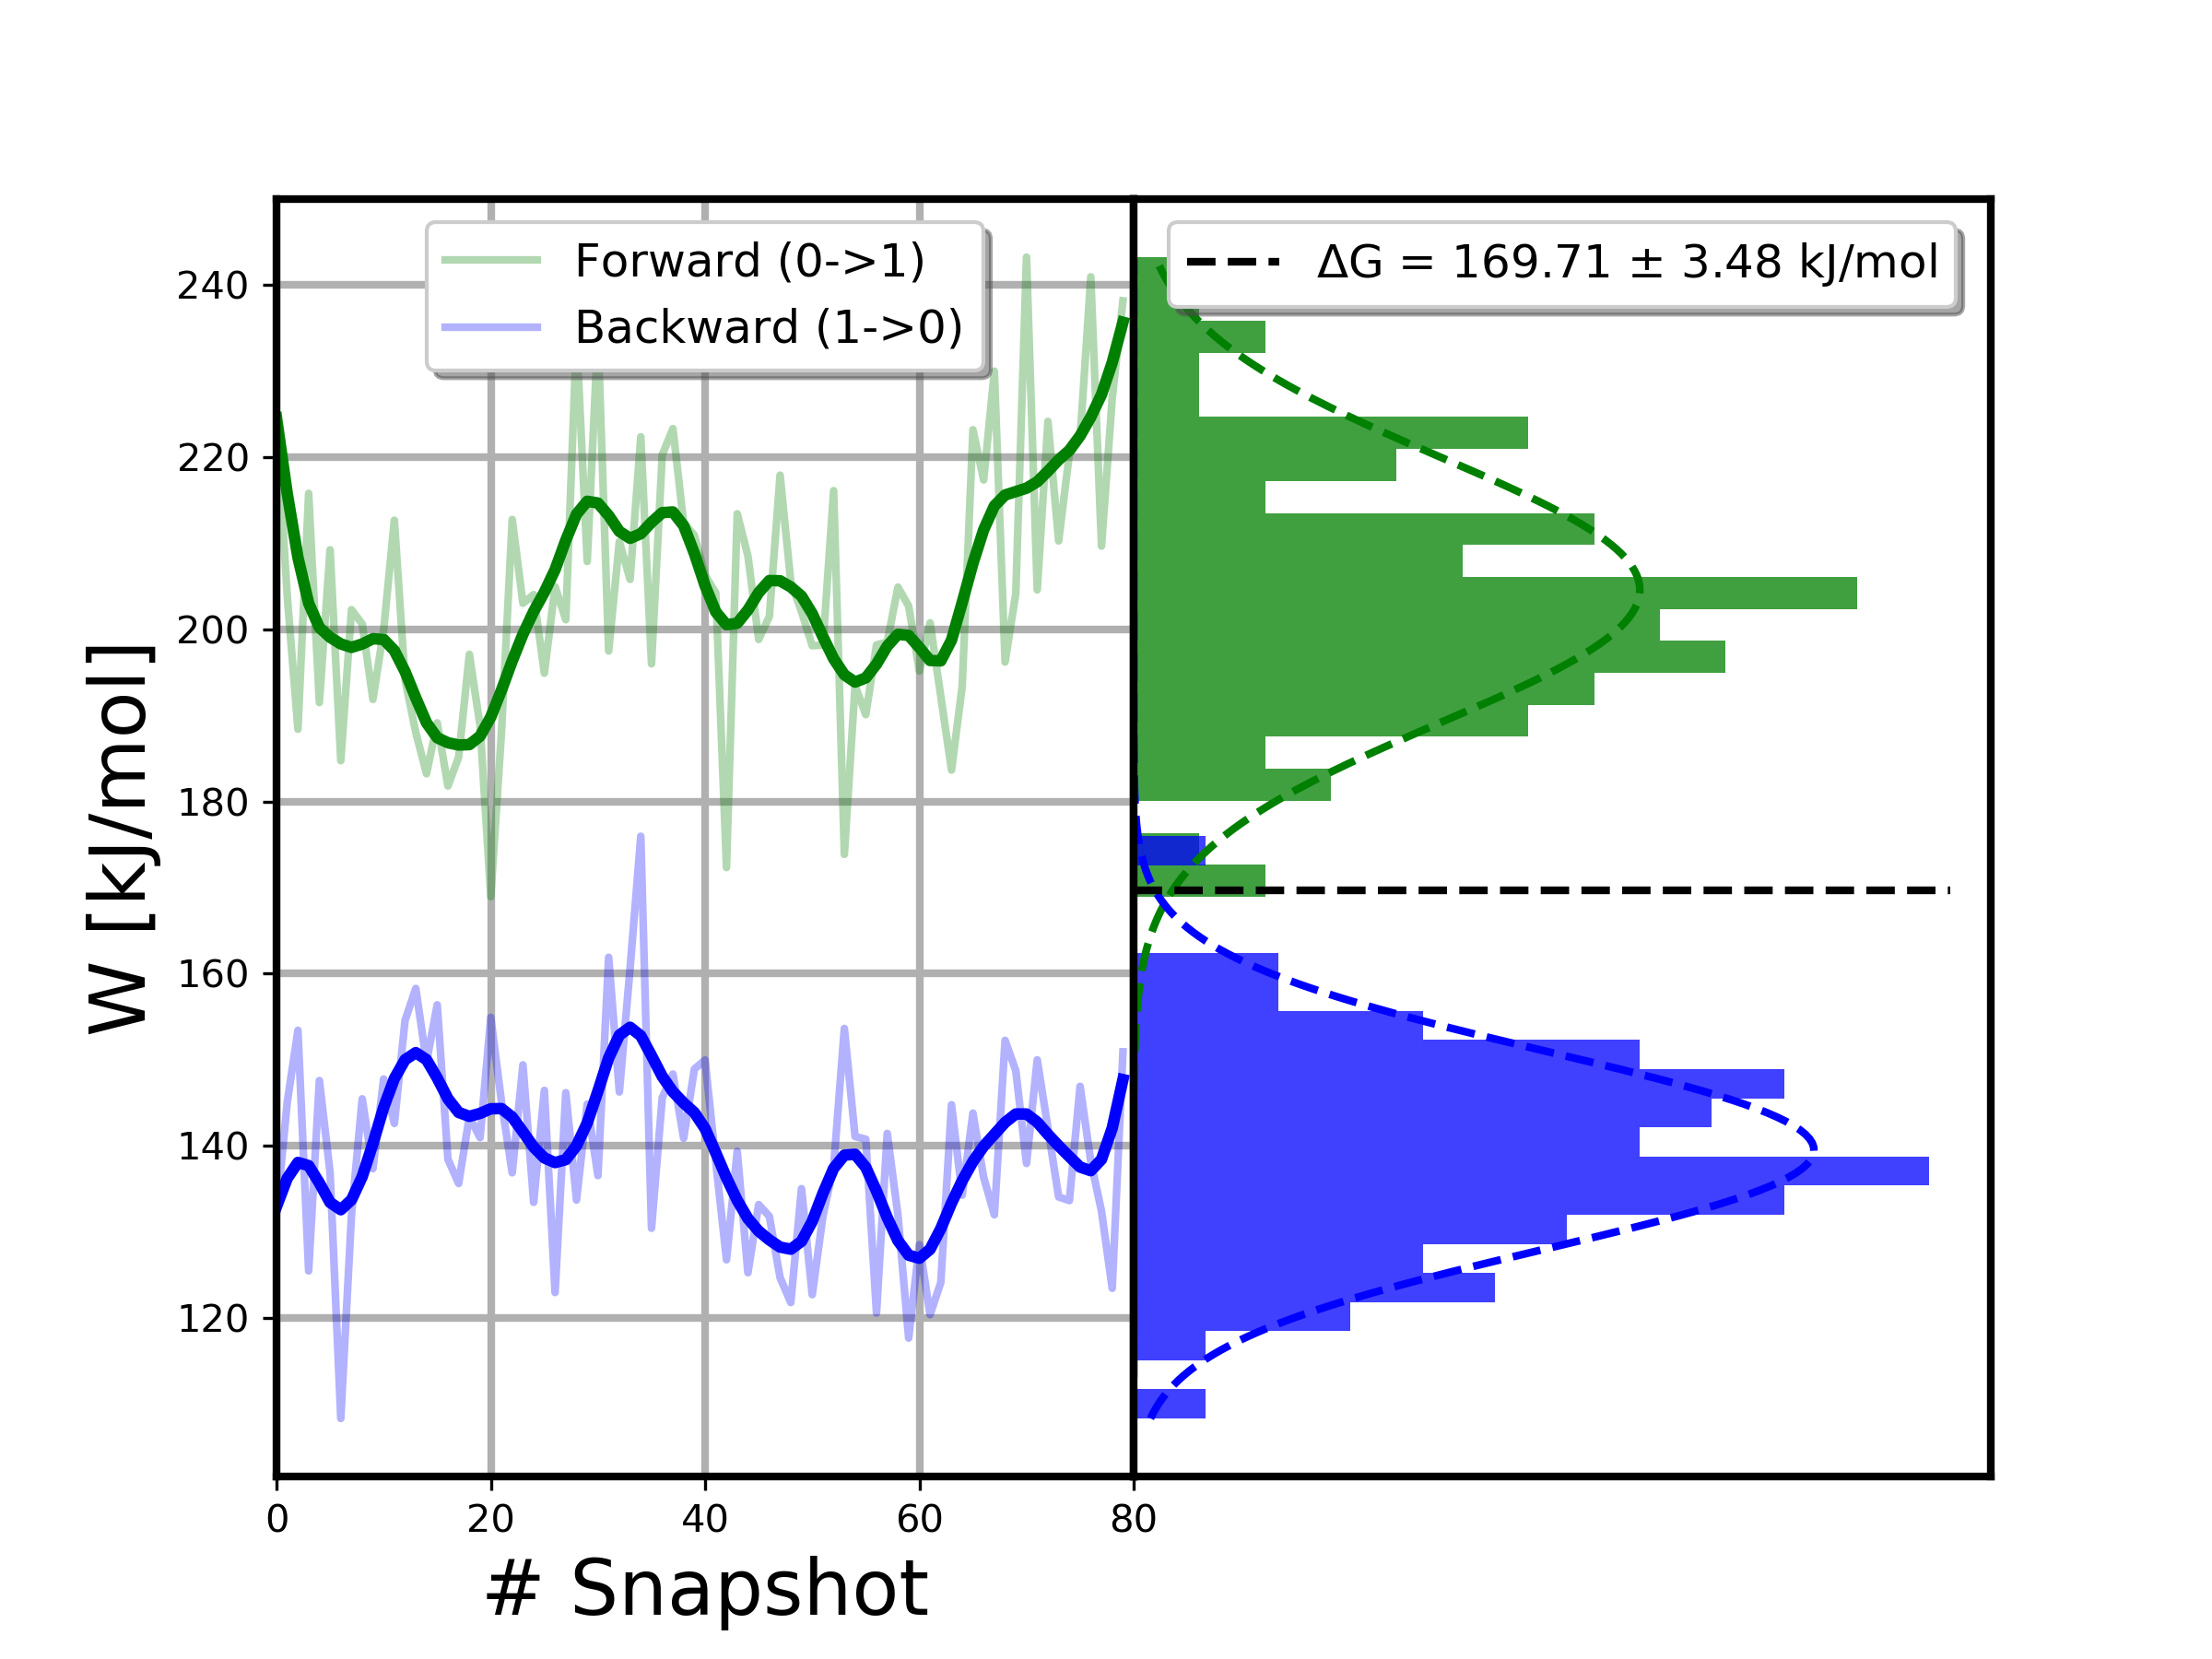 Forward (0->1)
Backward (1->0)
ΔG = 169.71 ± 3.48 kJ/mol
W [kJ/mol]
240
220
200
180
160
140
120
0 20 40 60 80
# Snapshot